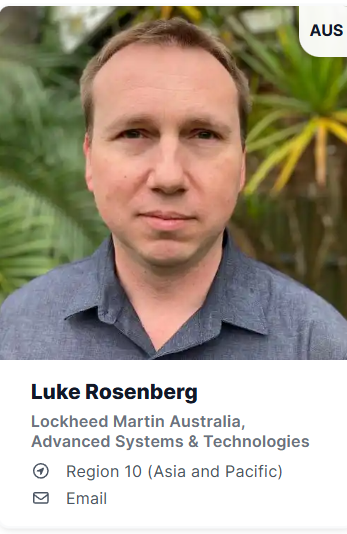 AUS
Luke Rosenberg
Lockheed Martin Australia,
Advanced Systems & Technologies
Region 10 (Asia and Pacific)
Email